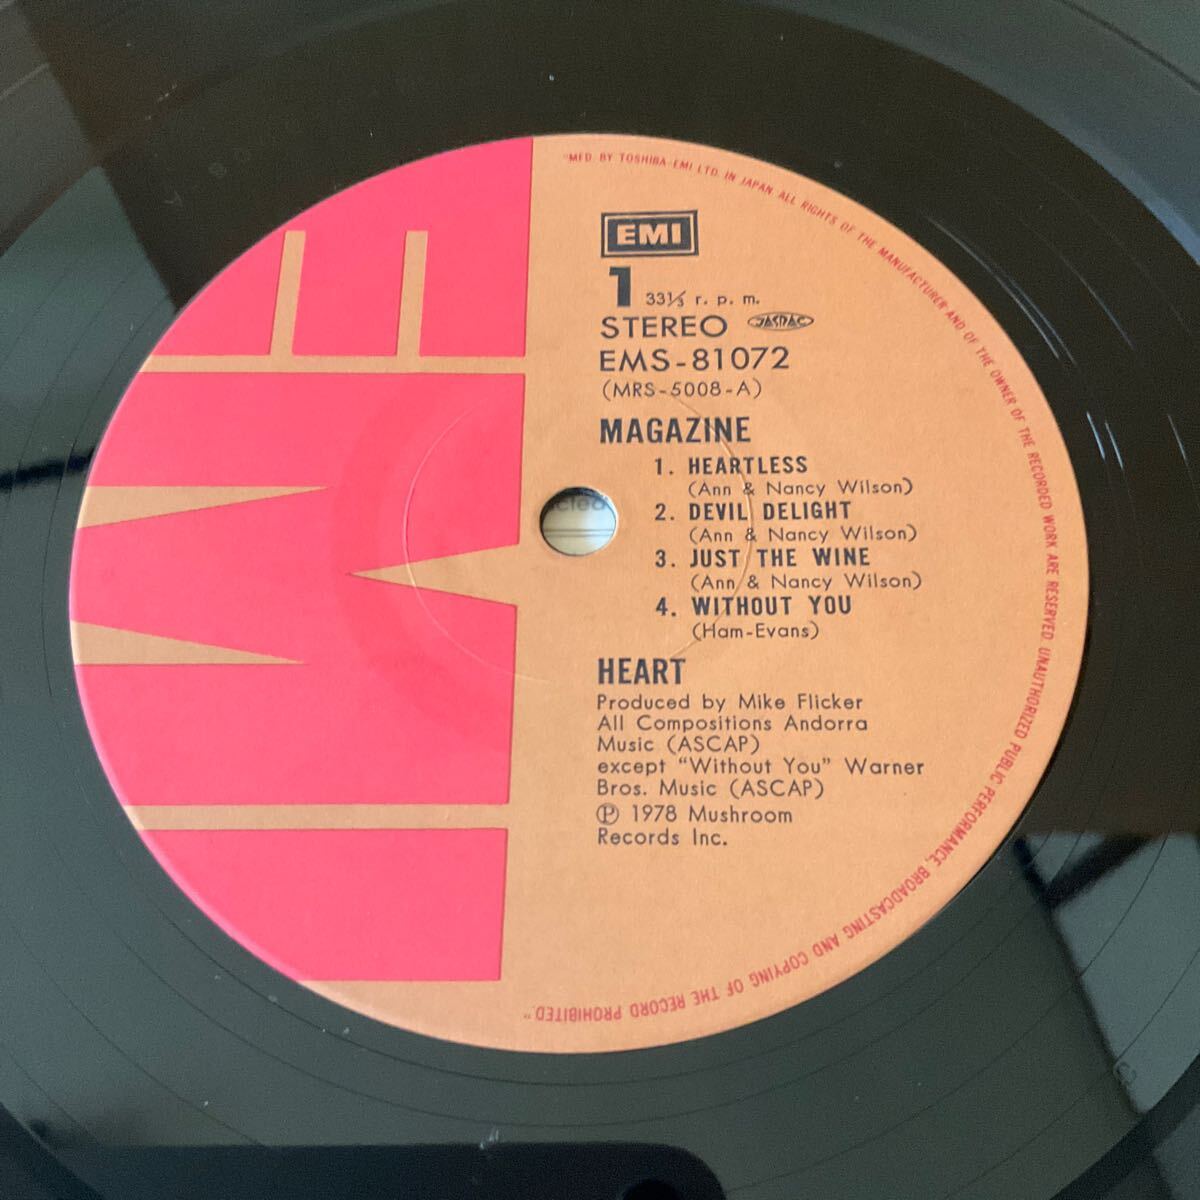 "MFD. BY TOSHIBA-EMI LTD. IN JAPAN. ALL RIGHTS OF THE MANUFACTURER AND OF THE OWNER OF THE RECORDED WORK ARE RESERVED. UNAUTHORIZED PUBLIC PERFORMANCE, BROADCASTING AND COPYING OF THE RECORD PROHIBITED."
EMI
1 33⅓ r. p. m.
STEREO JASRAC
EMS-81072
(MRS-5008-A)
MAGAZINE
1. HEARTLESS
(Ann & Nancy Wilson)
2. DEVIL DELIGHT
(Ann & Nancy Wilson)
3. JUST THE WINE
(Ann & Nancy Wilson)
4. WITHOUT YOU
(Ham-Evans)
HEART
Produced by Mike Flicker
All Compositions Andorra
Music (ASCAP)
except "Without You" Warner
Bros. Music (ASCAP)
Ⓟ 1978 Mushroom
Records Inc.
EMI